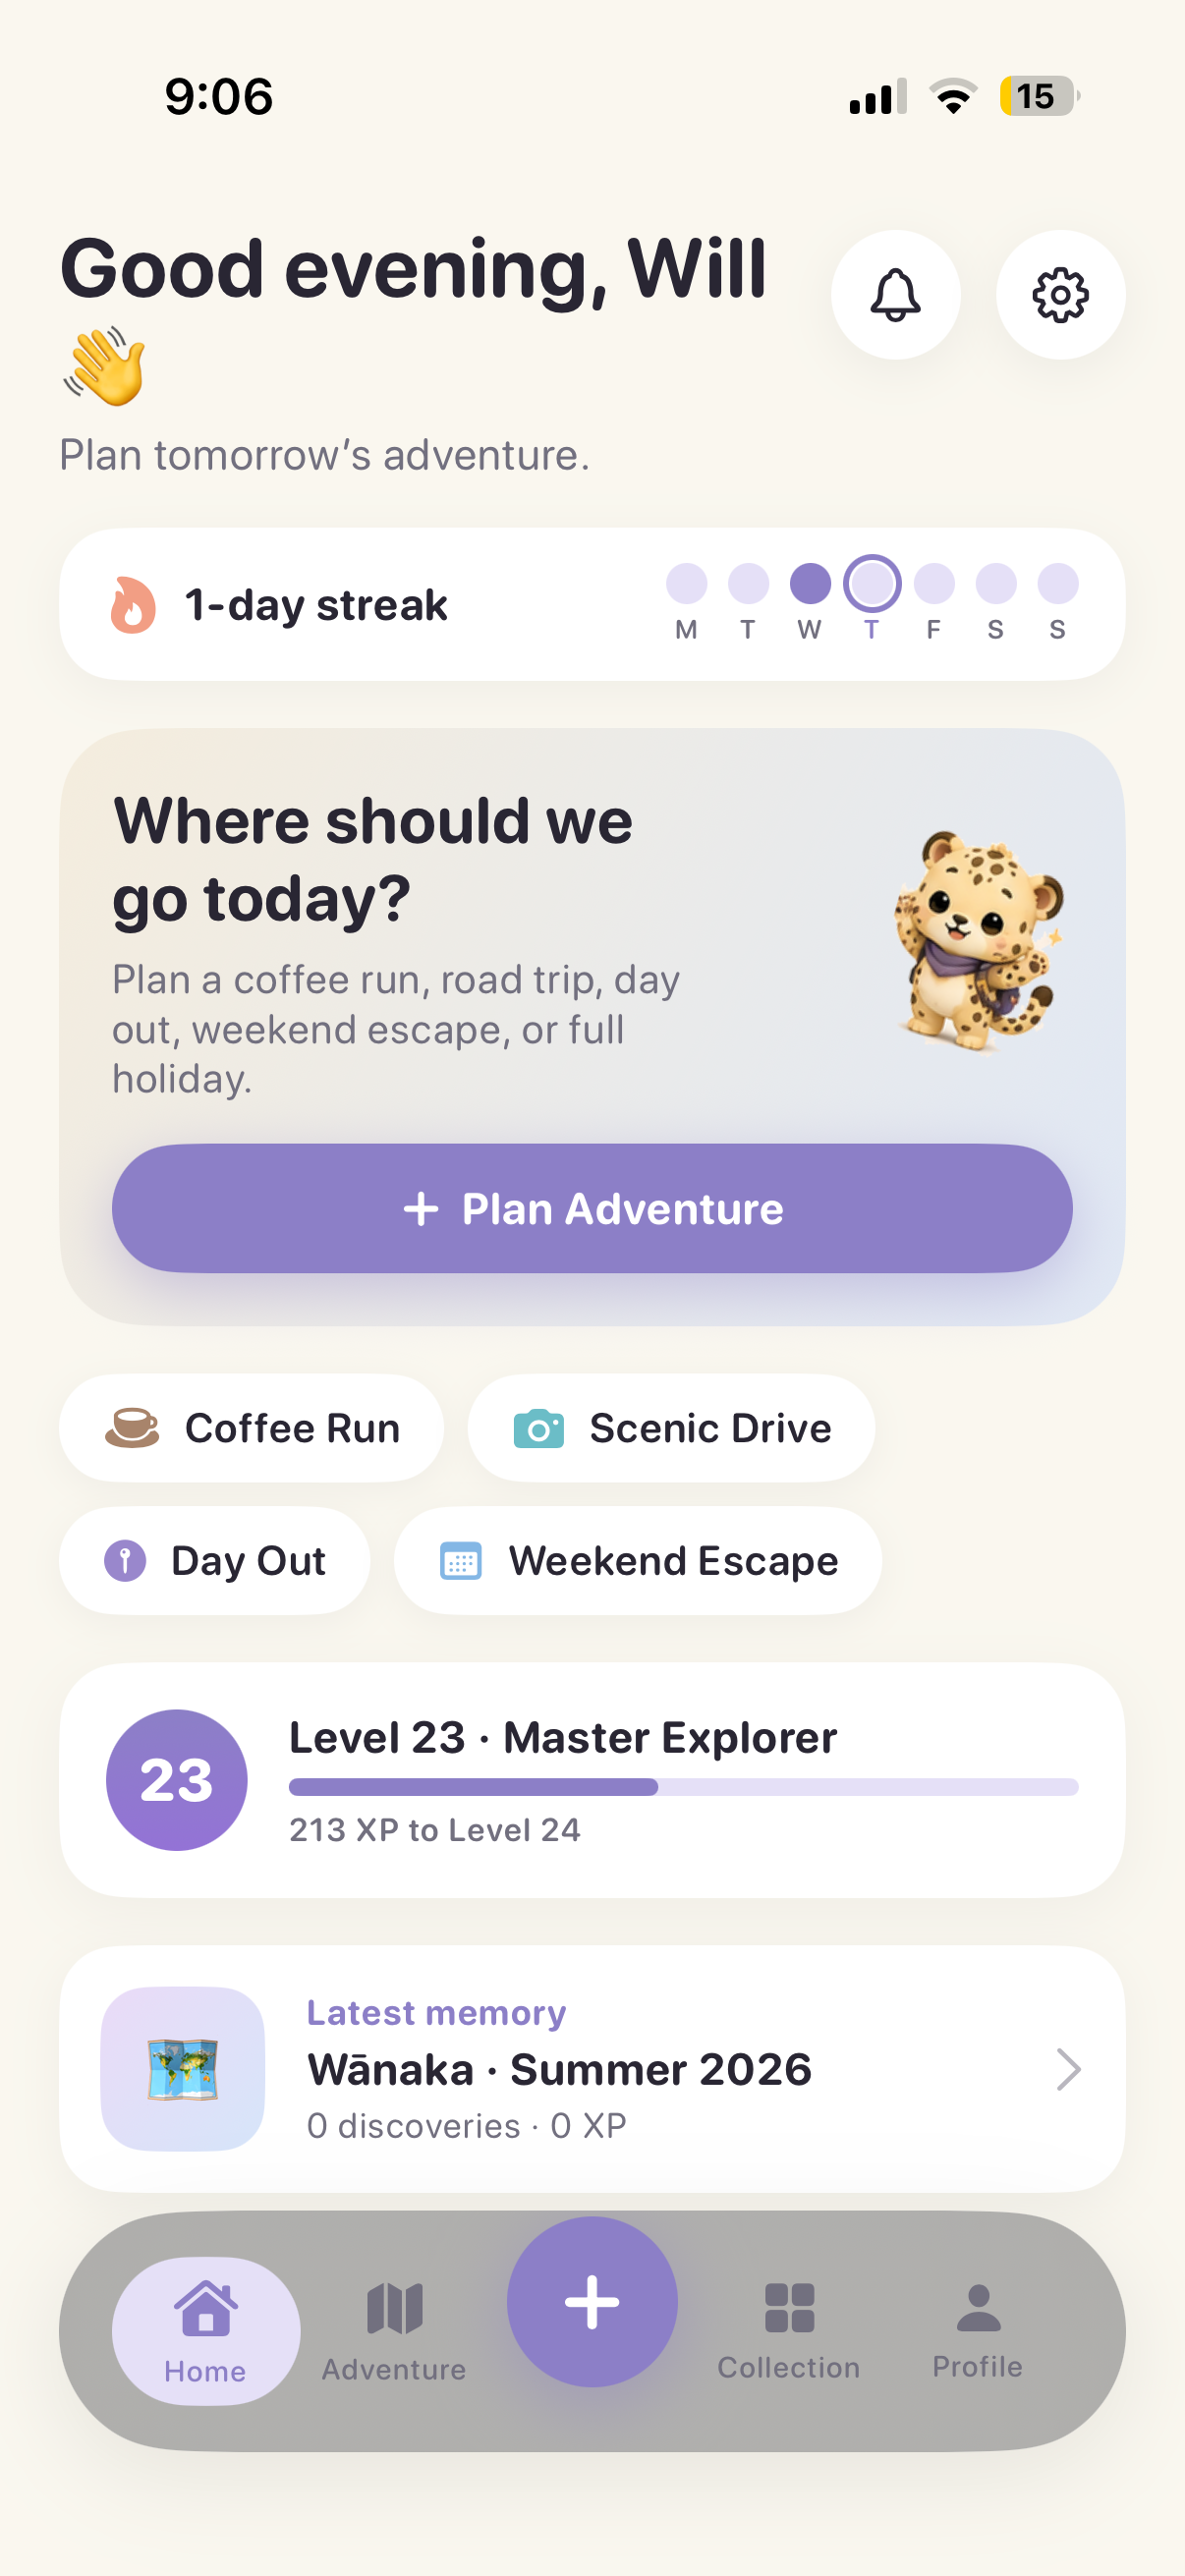 9:06
15
Good evening, Will
👋
Plan tomorrow’s adventure.
1-day streak
M T W T F S S
Where should we
go today?
Plan a coffee run, road trip, day
out, weekend escape, or full
holiday.
+ Plan Adventure
Coffee Run
Scenic Drive
Day Out
Weekend Escape
23
Level 23 · Master Explorer
213 XP to Level 24
Latest memory
Wānaka · Summer 2026
0 discoveries · 0 XP
Home
Adventure
Collection
Profile